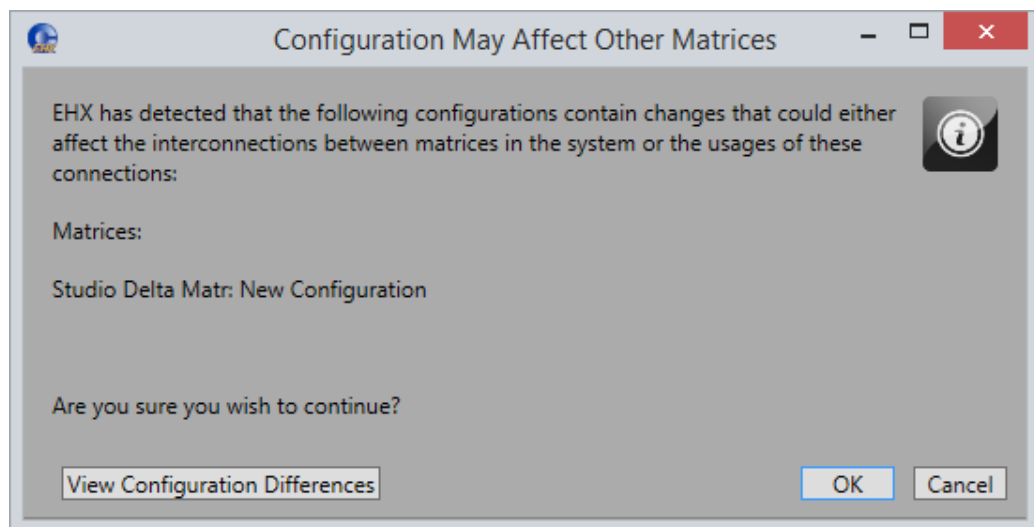 Configuration May Affect Other Matrices
EHX has detected that the following configurations contain changes that could either
affect the interconnections between matrices in the system or the usages of these
connections:
Matrices:
Studio Delta Matr: New Configuration
Are you sure you wish to continue?
View Configuration Differences
OK
Cancel